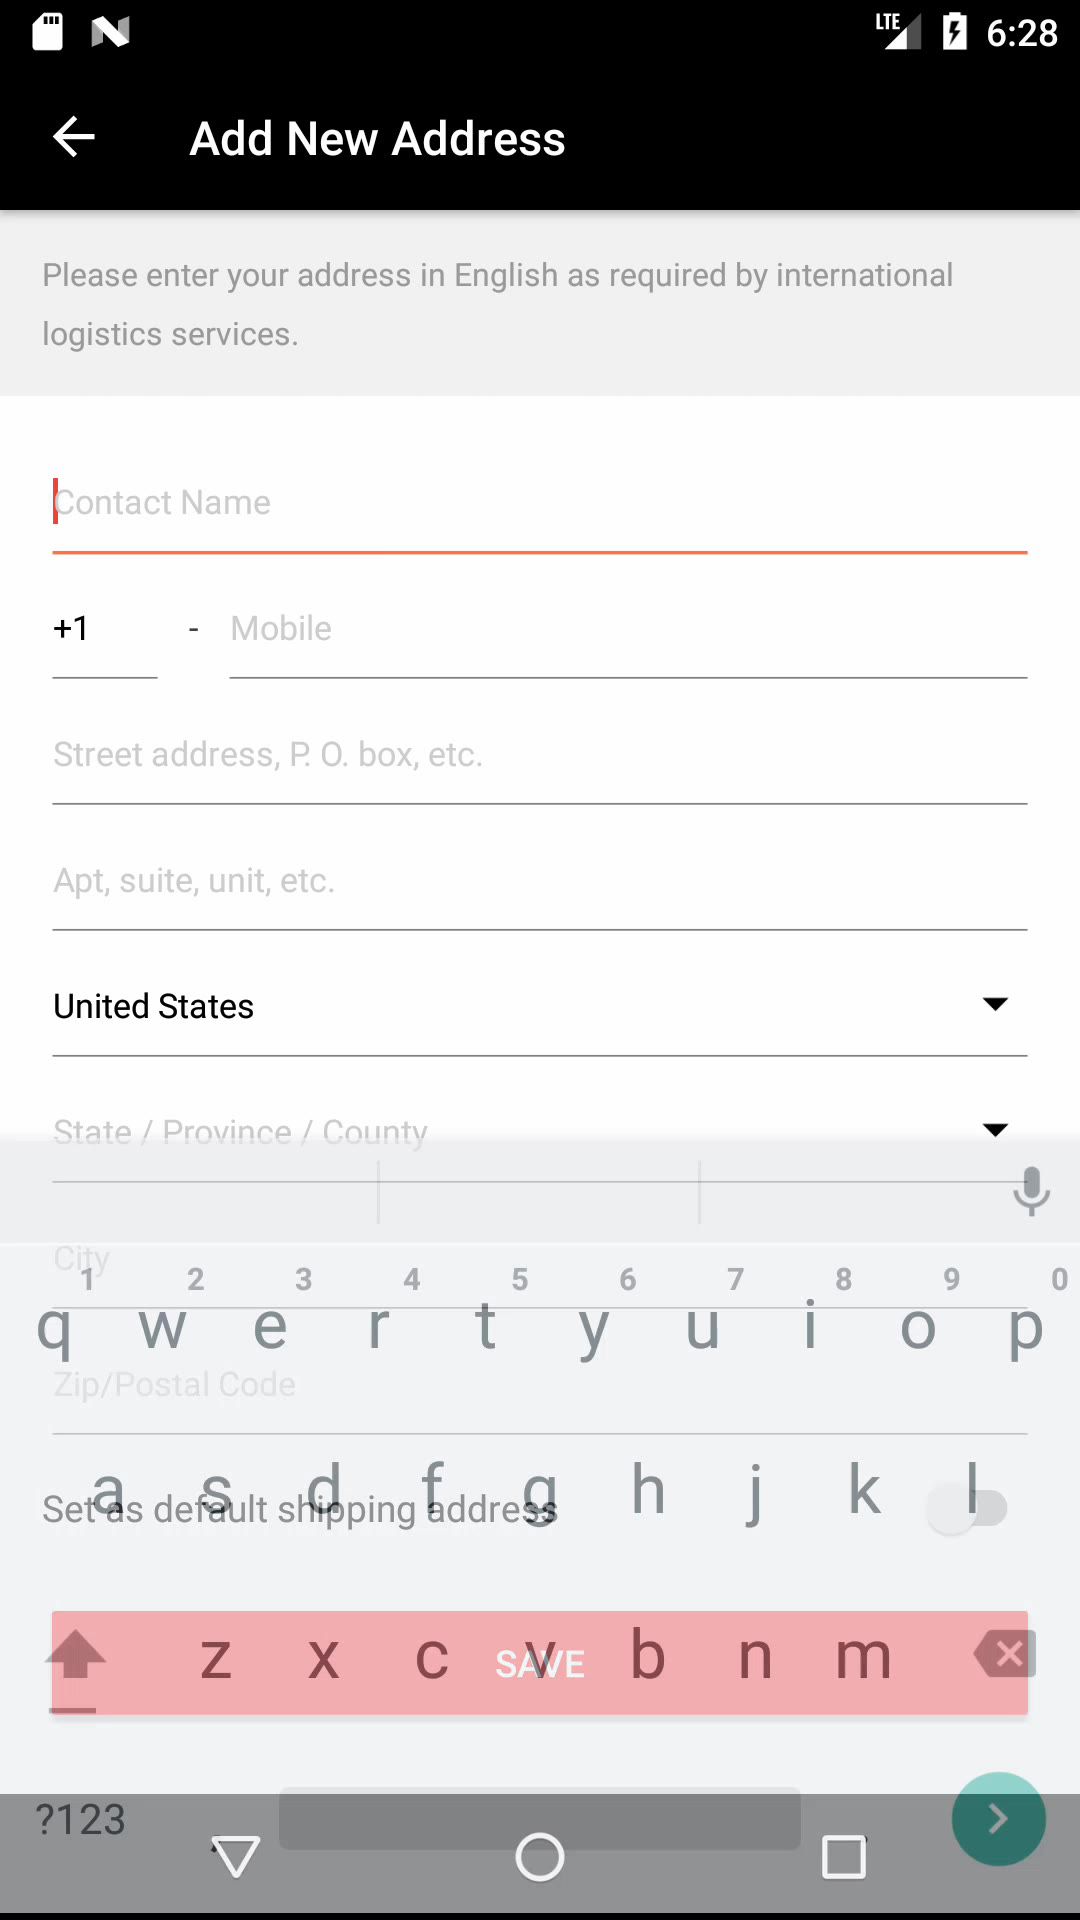 LTE 6:28
Add New Address
Please enter your address in English as required by international
logistics services.
Contact Name
+1 - Mobile
Street address, P. O. box, etc.
Apt, suite, unit, etc.
United States
State / Province / County
City
1 2 3 4 5 6 7 8 9 0
q w e r t y u i o p
Zip/Postal Code
a s d f g h j k l
Set as default shipping address
z x c v b n m
SAVE
?123